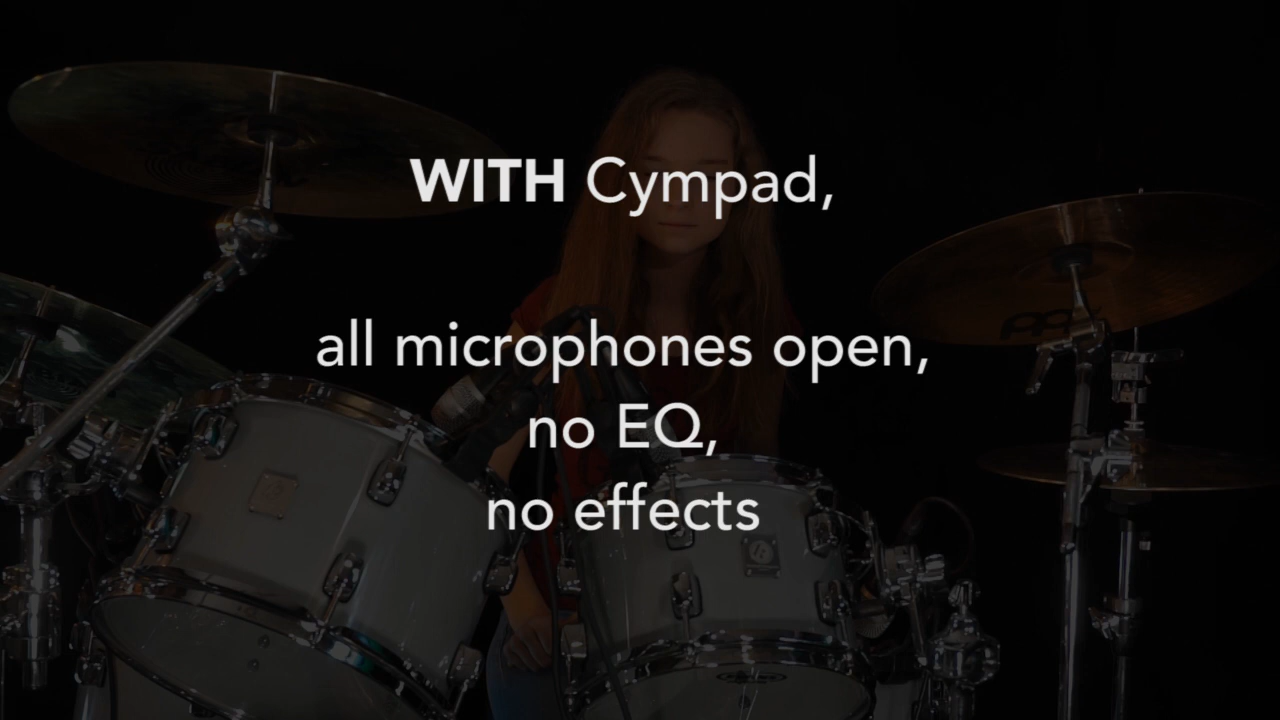 WITH Cympad,
all microphones open,
no EQ,
no effects